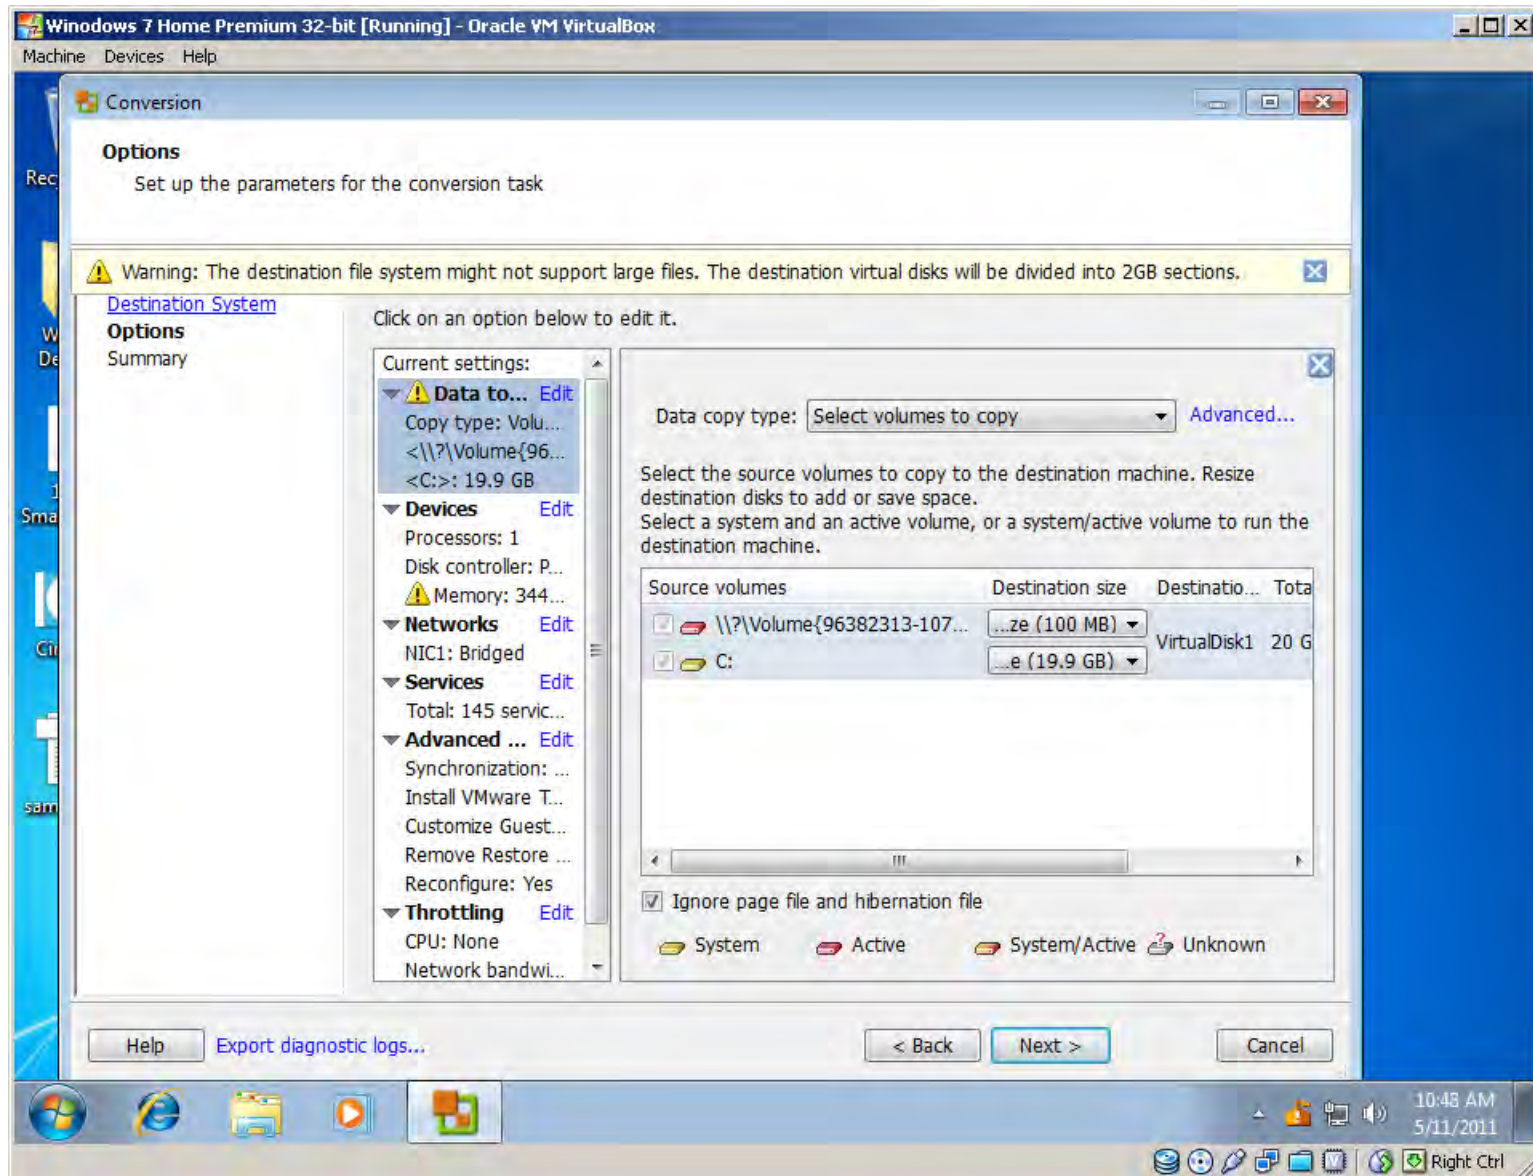 Winodows 7 Home Premium 32-bit [Running] - Oracle VM VirtualBox
Machine Devices Help
Conversion
Options
Set up the parameters for the conversion task
Rec
Warning: The destination file system might not support large files. The destination virtual disks will be divided into 2GB sections.
Destination System
Options
Summary
W
De
1
Sma
Cir
sam
Click on an option below to edit it.
Current settings:
Data to... Edit
Copy type: Volu...
<\\?\Volume{96...
<C:>: 19.9 GB
Devices Edit
Processors: 1
Disk controller: P...
Memory: 344...
Networks Edit
NIC1: Bridged
Services Edit
Total: 145 servic...
Advanced ... Edit
Synchronization: ...
Install VMware T...
Customize Guest...
Remove Restore ...
Reconfigure: Yes
Throttling Edit
CPU: None
Network bandwi...
Data copy type: Select volumes to copy Advanced...
Select the source volumes to copy to the destination machine. Resize
destination disks to add or save space.
Select a system and an active volume, or a system/active volume to run the
destination machine.
Source volumes Destination size Destinatio... Tota
\\?\Volume{96382313-107... ...ze (100 MB)
VirtualDisk1 20 G
C: ...e (19.9 GB)
Ignore page file and hibernation file
System Active System/Active Unknown
Help Export diagnostic logs... < Back Next > Cancel
10:48 AM
5/11/2011
Right Ctrl